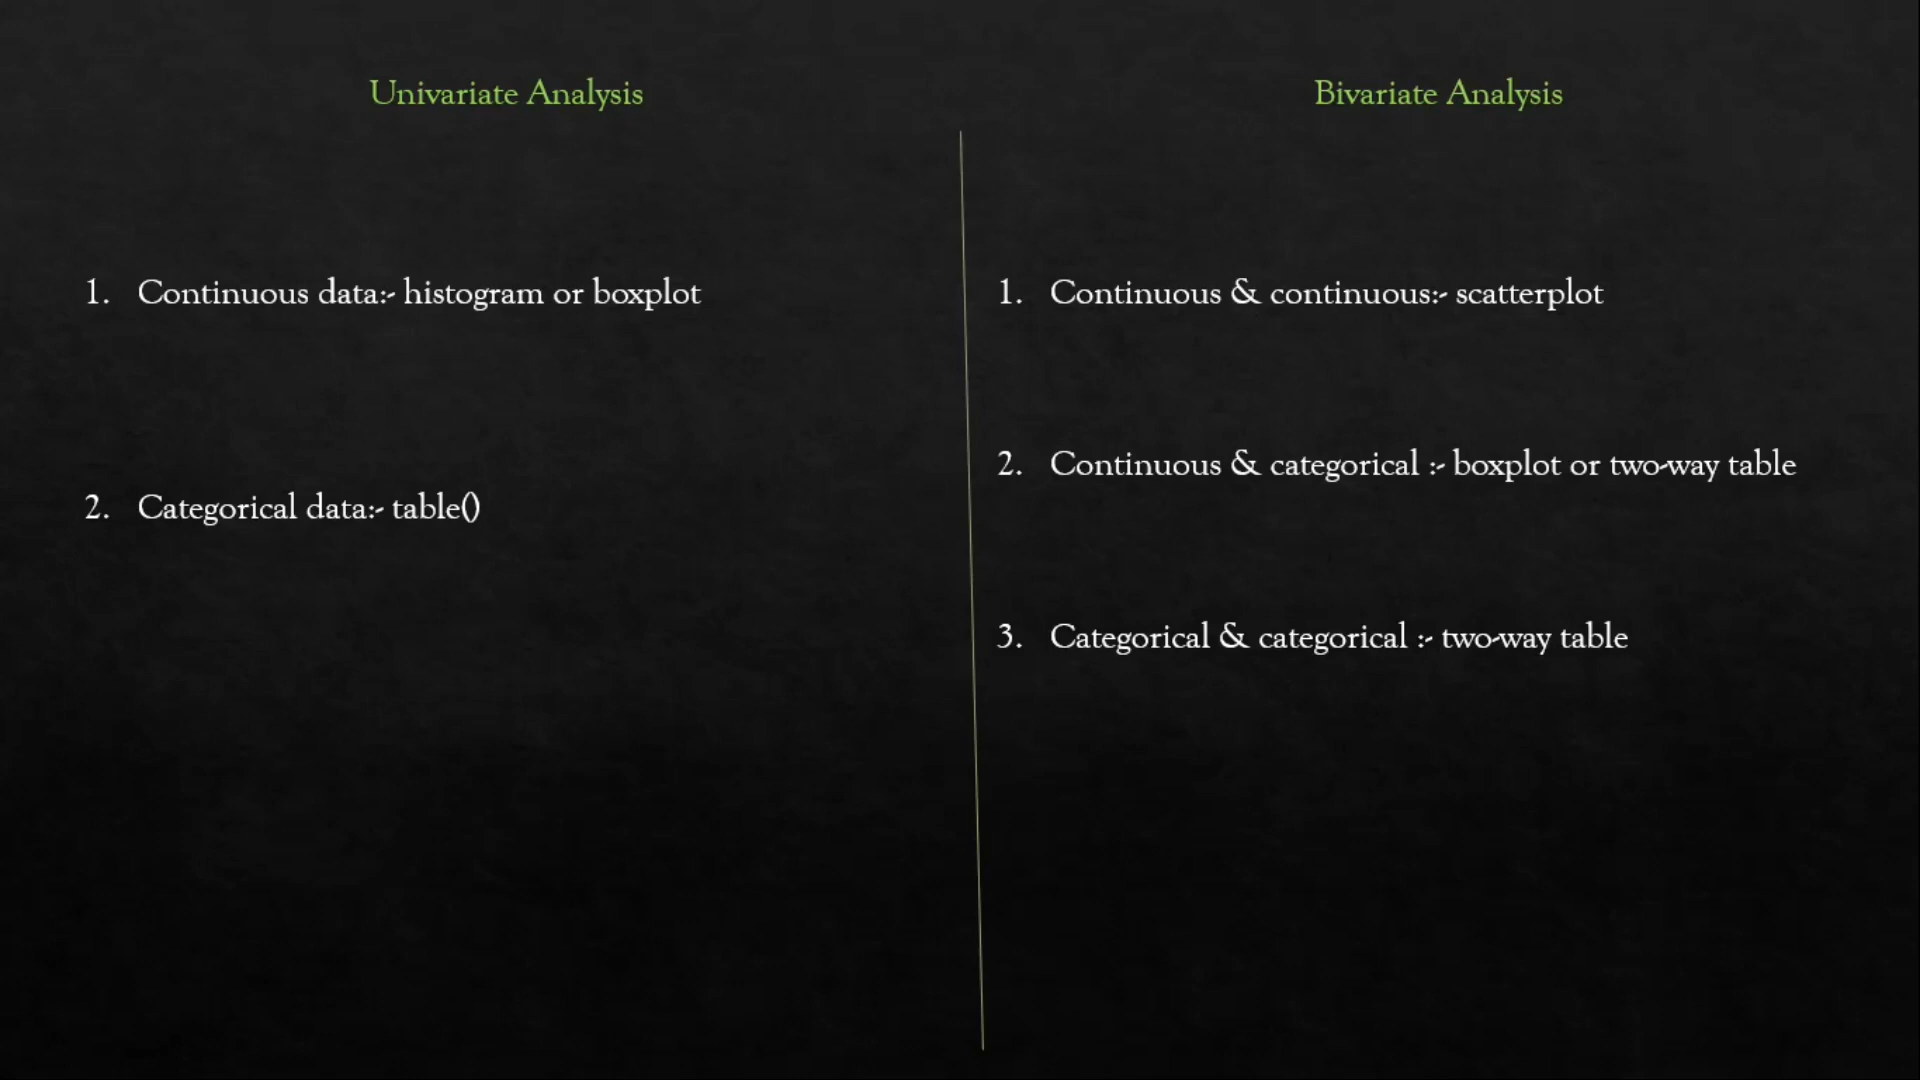 Univariate Analysis
1. Continuous data:- histogram or boxplot
2. Categorical data:- table()
Bivariate Analysis
1. Continuous & continuous:- scatterplot
2. Continuous & categorical :- boxplot or two-way table
3. Categorical & categorical :- two-way table